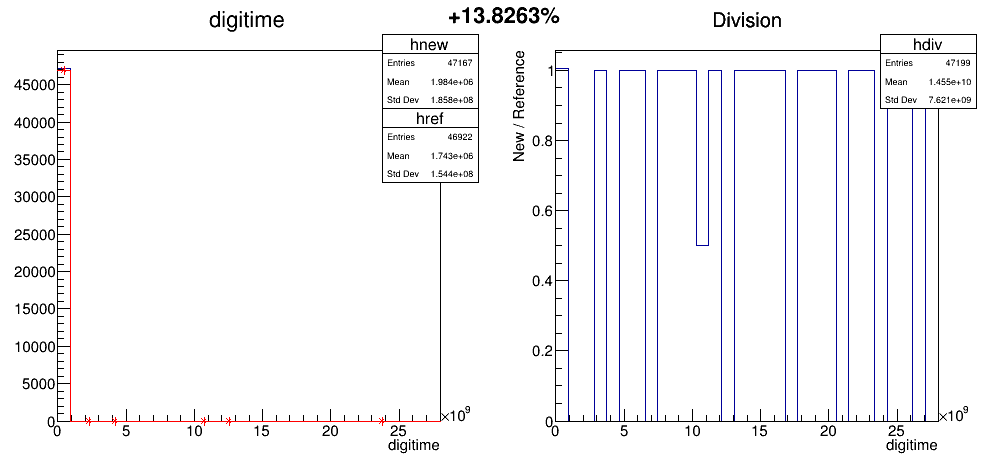 digitime
+13.8263%
Division
hnew
Entries 47167
Mean 1.984e+06
Std Dev 1.858e+08
href
Entries 46922
Mean 1.743e+06
Std Dev 1.544e+08
45000
40000
35000
30000
25000
20000
15000
10000
5000
0
0 5 10 15 20 25
×10⁹
digitime
hdiv
Entries 47199
Mean 1.455e+10
Std Dev 7.621e+09
New / Reference
1
0.8
0.6
0.4
0.2
0
0 5 10 15 20 25
×10⁹
digitime